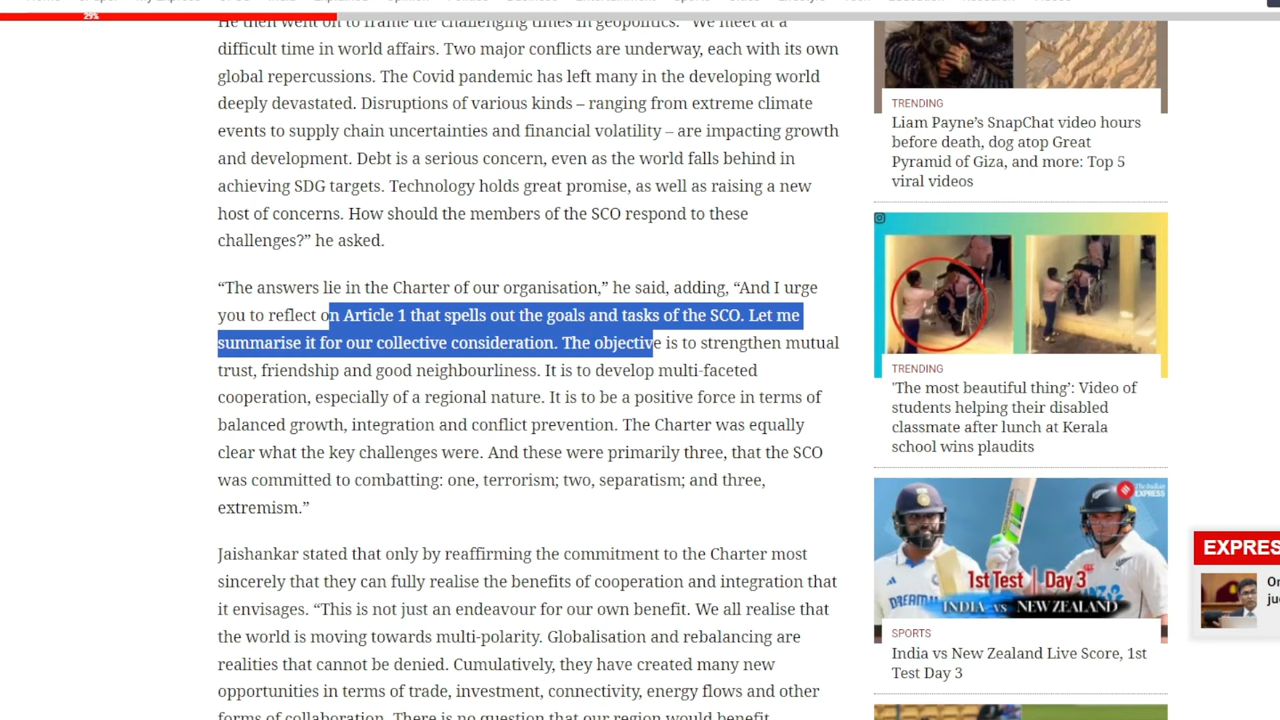 29%
He then went on to frame the challenging times in geopolitics. “We meet at a
difficult time in world affairs. Two major conflicts are underway, each with its own
global repercussions. The Covid pandemic has left many in the developing world
deeply devastated. Disruptions of various kinds – ranging from extreme climate
events to supply chain uncertainties and financial volatility – are impacting growth
and development. Debt is a serious concern, even as the world falls behind in
achieving SDG targets. Technology holds great promise, as well as raising a new
host of concerns. How should the members of the SCO respond to these
challenges?” he asked.
“The answers lie in the Charter of our organisation,” he said, adding, “And I urge
you to reflect on Article 1 that spells out the goals and tasks of the SCO. Let me
summarise it for our collective consideration. The objective is to strengthen mutual
trust, friendship and good neighbourliness. It is to develop multi-faceted
cooperation, especially of a regional nature. It is to be a positive force in terms of
balanced growth, integration and conflict prevention. The Charter was equally
clear what the key challenges were. And these were primarily three, that the SCO
was committed to combatting: one, terrorism; two, separatism; and three,
extremism.”
Jaishankar stated that only by reaffirming the commitment to the Charter most
sincerely that they can fully realise the benefits of cooperation and integration that
it envisages. “This is not just an endeavour for our own benefit. We all realise that
the world is moving towards multi-polarity. Globalisation and rebalancing are
realities that cannot be denied. Cumulatively, they have created many new
opportunities in terms of trade, investment, connectivity, energy flows and other
forms of collaboration. There is no question that our region would benefit
TRENDING
Liam Payne’s SnapChat video hours
before death, dog atop Great
Pyramid of Giza, and more: Top 5
viral videos
TRENDING
'The most beautiful thing’: Video of
students helping their disabled
classmate after lunch at Kerala
school wins plaudits
The Indian
EXPRESS
1st Test | Day 3
INDIA vs NEW ZEALAND
DREAM
SPORTS
India vs New Zealand Live Score, 1st
Test Day 3
EXPRES